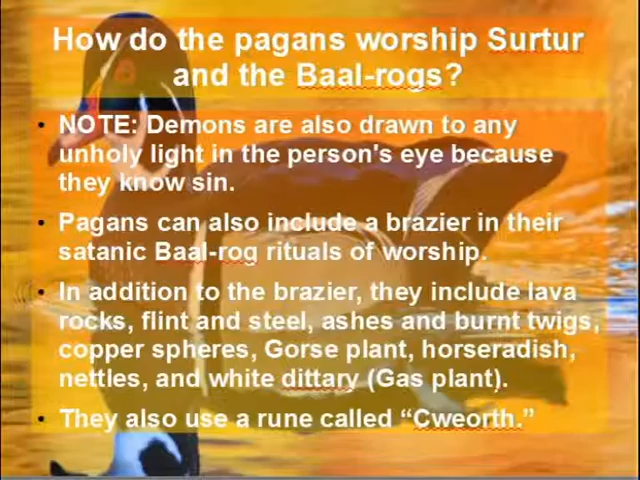 How do the pagans worship Surtur
and the Baal-rogs?
• NOTE: Demons are also drawn to any
unholy light in the person's eye because
they know sin.
• Pagans can also include a brazier in their
satanic Baal-rog rituals of worship.
• In addition to the brazier, they include lava
rocks, flint and steel, ashes and burnt twigs,
copper spheres, Gorse plant, horseradish,
nettles, and white dittary (Gas plant).
• They also use a rune called “Cweorth.”